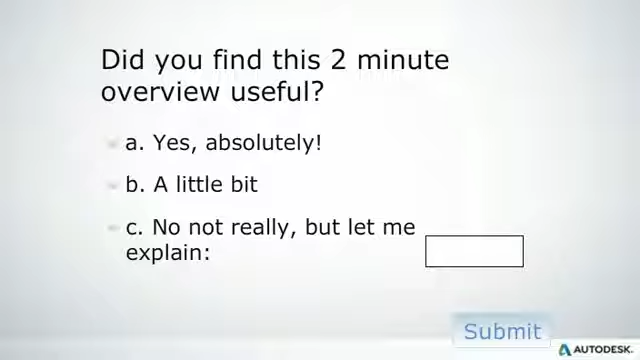 Did you find this 2 minute
overview useful?
a. Yes, absolutely!
b. A little bit
c. No not really, but let me
explain:
Submit
AUTODESK.